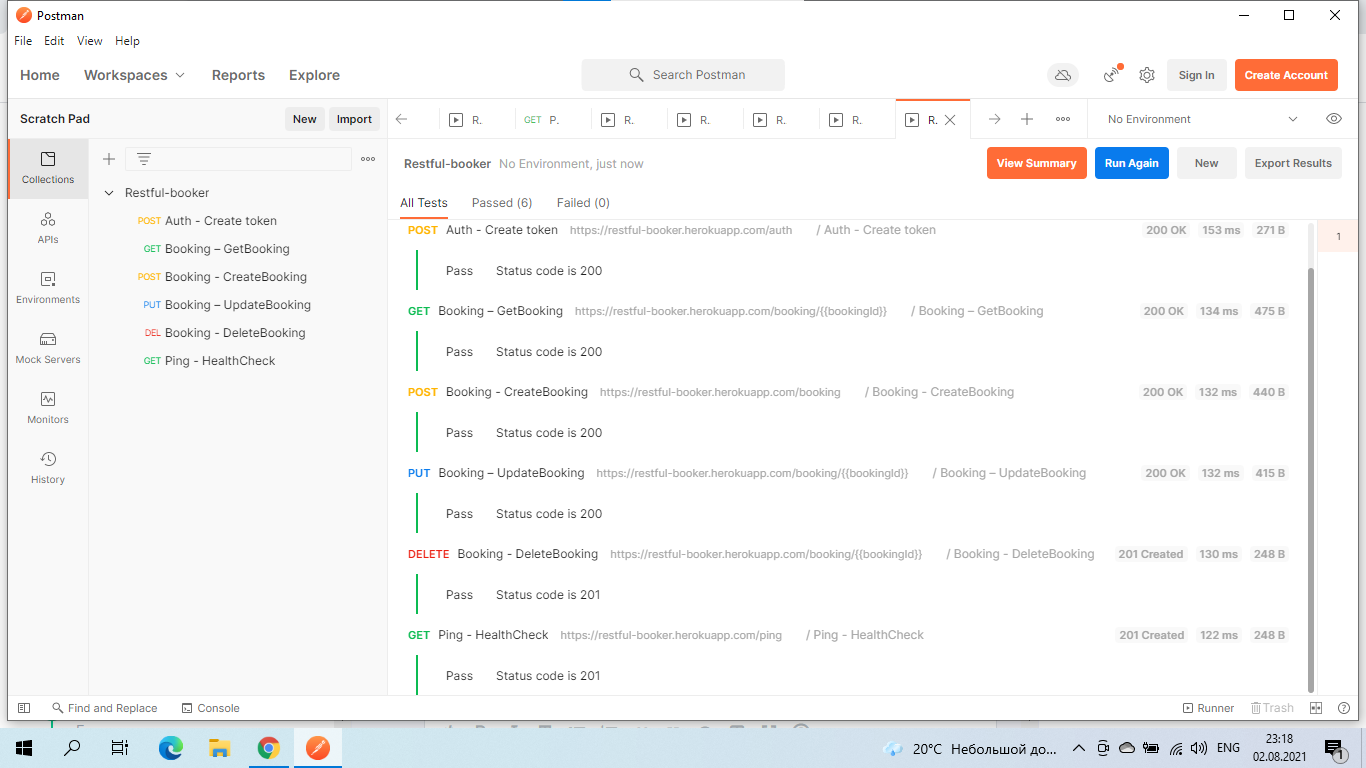 Postman
File Edit View Help
Home Workspaces Reports Explore Search Postman Sign In Create Account
Scratch Pad New Import
R. GET P. R. R. R. R. R. No Environment
Collections
APIs
Environments
Mock Servers
Monitors
History
Restful-booker
POST Auth - Create token
GET Booking – GetBooking
POST Booking - CreateBooking
PUT Booking – UpdateBooking
DEL Booking - DeleteBooking
GET Ping - HealthCheck
Restful-booker No Environment, just now View Summary Run Again New Export Results
All Tests Passed (6) Failed (0)
POST Auth - Create token https://restful-booker.herokuapp.com/auth / Auth - Create token 200 OK 153 ms 271 B
1
Pass Status code is 200
GET Booking – GetBooking https://restful-booker.herokuapp.com/booking/{{bookingId}} / Booking – GetBooking 200 OK 134 ms 475 B
Pass Status code is 200
POST Booking - CreateBooking https://restful-booker.herokuapp.com/booking / Booking - CreateBooking 200 OK 132 ms 440 B
Pass Status code is 200
PUT Booking – UpdateBooking https://restful-booker.herokuapp.com/booking/{{bookingId}} / Booking – UpdateBooking 200 OK 132 ms 415 B
Pass Status code is 200
DELETE Booking - DeleteBooking https://restful-booker.herokuapp.com/booking/{{bookingId}} / Booking - DeleteBooking 201 Created 130 ms 248 B
Pass Status code is 201
GET Ping - HealthCheck https://restful-booker.herokuapp.com/ping / Ping - HealthCheck 201 Created 122 ms 248 B
Pass Status code is 201
Find and Replace Console Runner Trash
20°C Небольшой до... ENG 23:18
02.08.2021
1